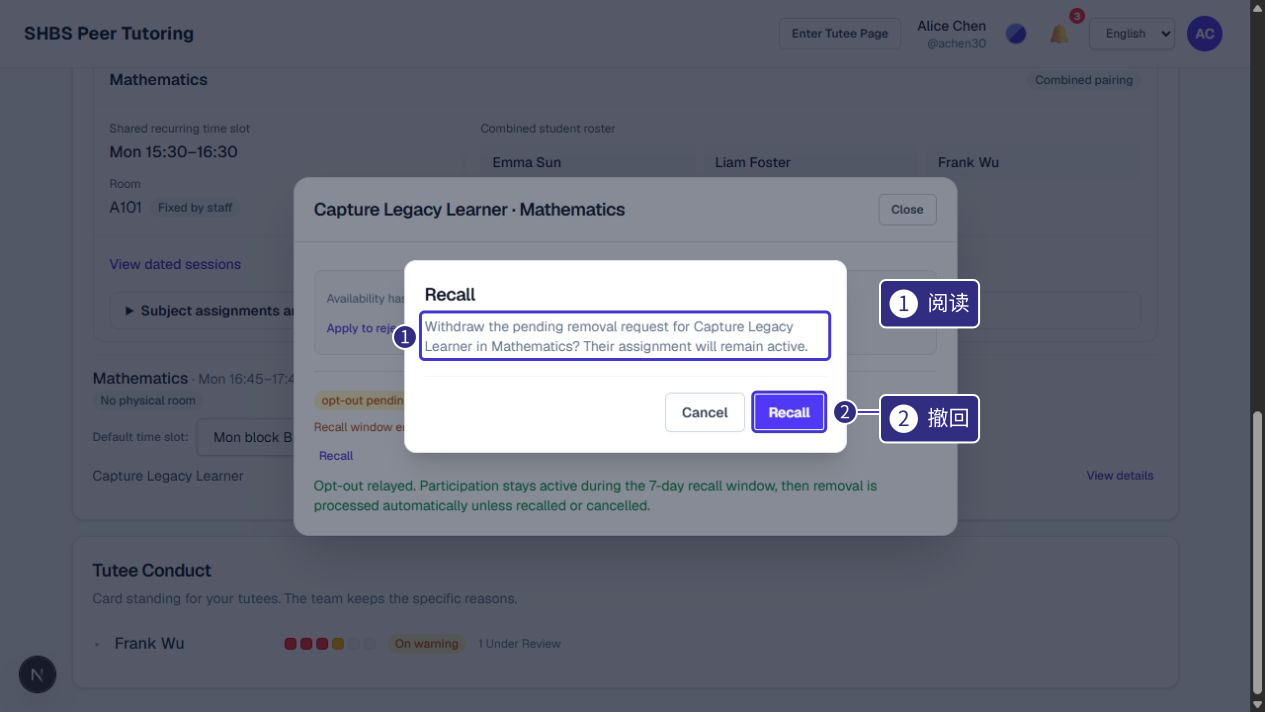 SHBS Peer Tutoring
Enter Tutee Page
Alice Chen
@achen30
3
English
AC
Mathematics
Combined pairing
Shared recurring time slot
Combined student roster
Mon 15:30–16:30
Emma Sun
Liam Foster
Frank Wu
Room
A101
Fixed by staff
Capture Legacy Learner · Mathematics
Close
View dated sessions
Subject assignments a
Availability has
Apply to reje
Recall
1
Withdraw the pending removal request for Capture Legacy
Learner in Mathematics? Their assignment will remain active.
1 阅读
Mathematics · Mon 16:45–17:4
No physical room
opt-out pendin
Cancel
Recall
2
2 撤回
Default time slot:
Mon block B
Recall window e
Recall
Capture Legacy Learner
View details
Opt-out relayed. Participation stays active during the 7-day recall window, then removal is
processed automatically unless recalled or cancelled.
Tutee Conduct
Card standing for your tutees. The team keeps the specific reasons.
Frank Wu
On warning
1 Under Review
N